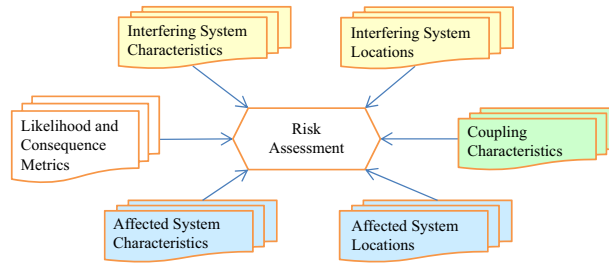 Interfering System
Characteristics
Interfering System
Locations
Likelihood and
Consequence
Metrics
Risk
Assessment
Coupling
Characteristics
Affected System
Characteristics
Affected System
Locations